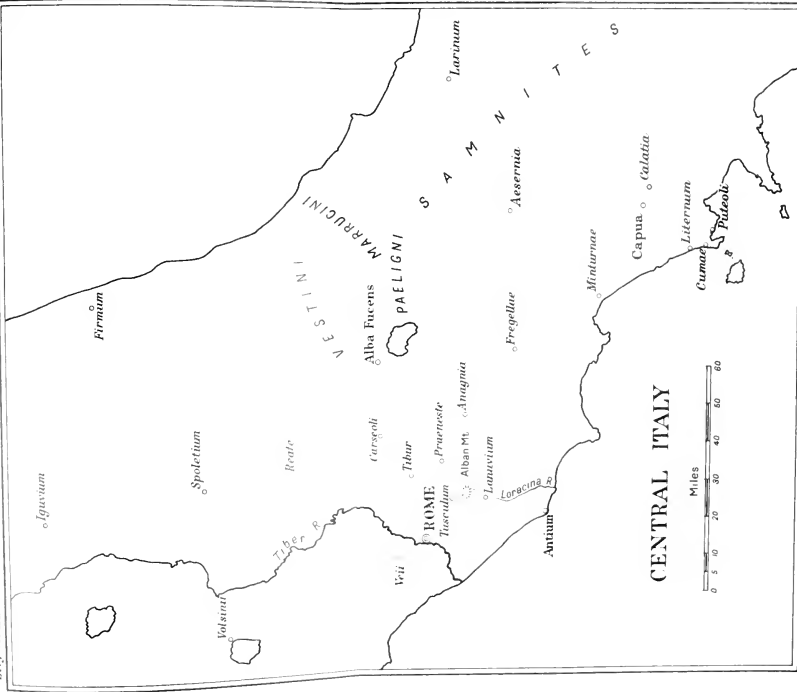 Iguvium
Firmum
Spoletium
Volsinii
Reate
VESTINI
MARRUCINI
Tiber R
Alba Fucens
Carseoli
PAELIGNI
Larinum
SAMNITES
Veii
ROME
Tibur
Tusculum
Praeneste
Alban Mt
Anagnia
Lanuvium
Fregellae
Aesernia
Loracina R
Antium
Minturnae
Capua
Calatia
Liternum
Cumae
Puteoli
CENTRAL ITALY
Miles
0 5 10 20 30 40 50 60